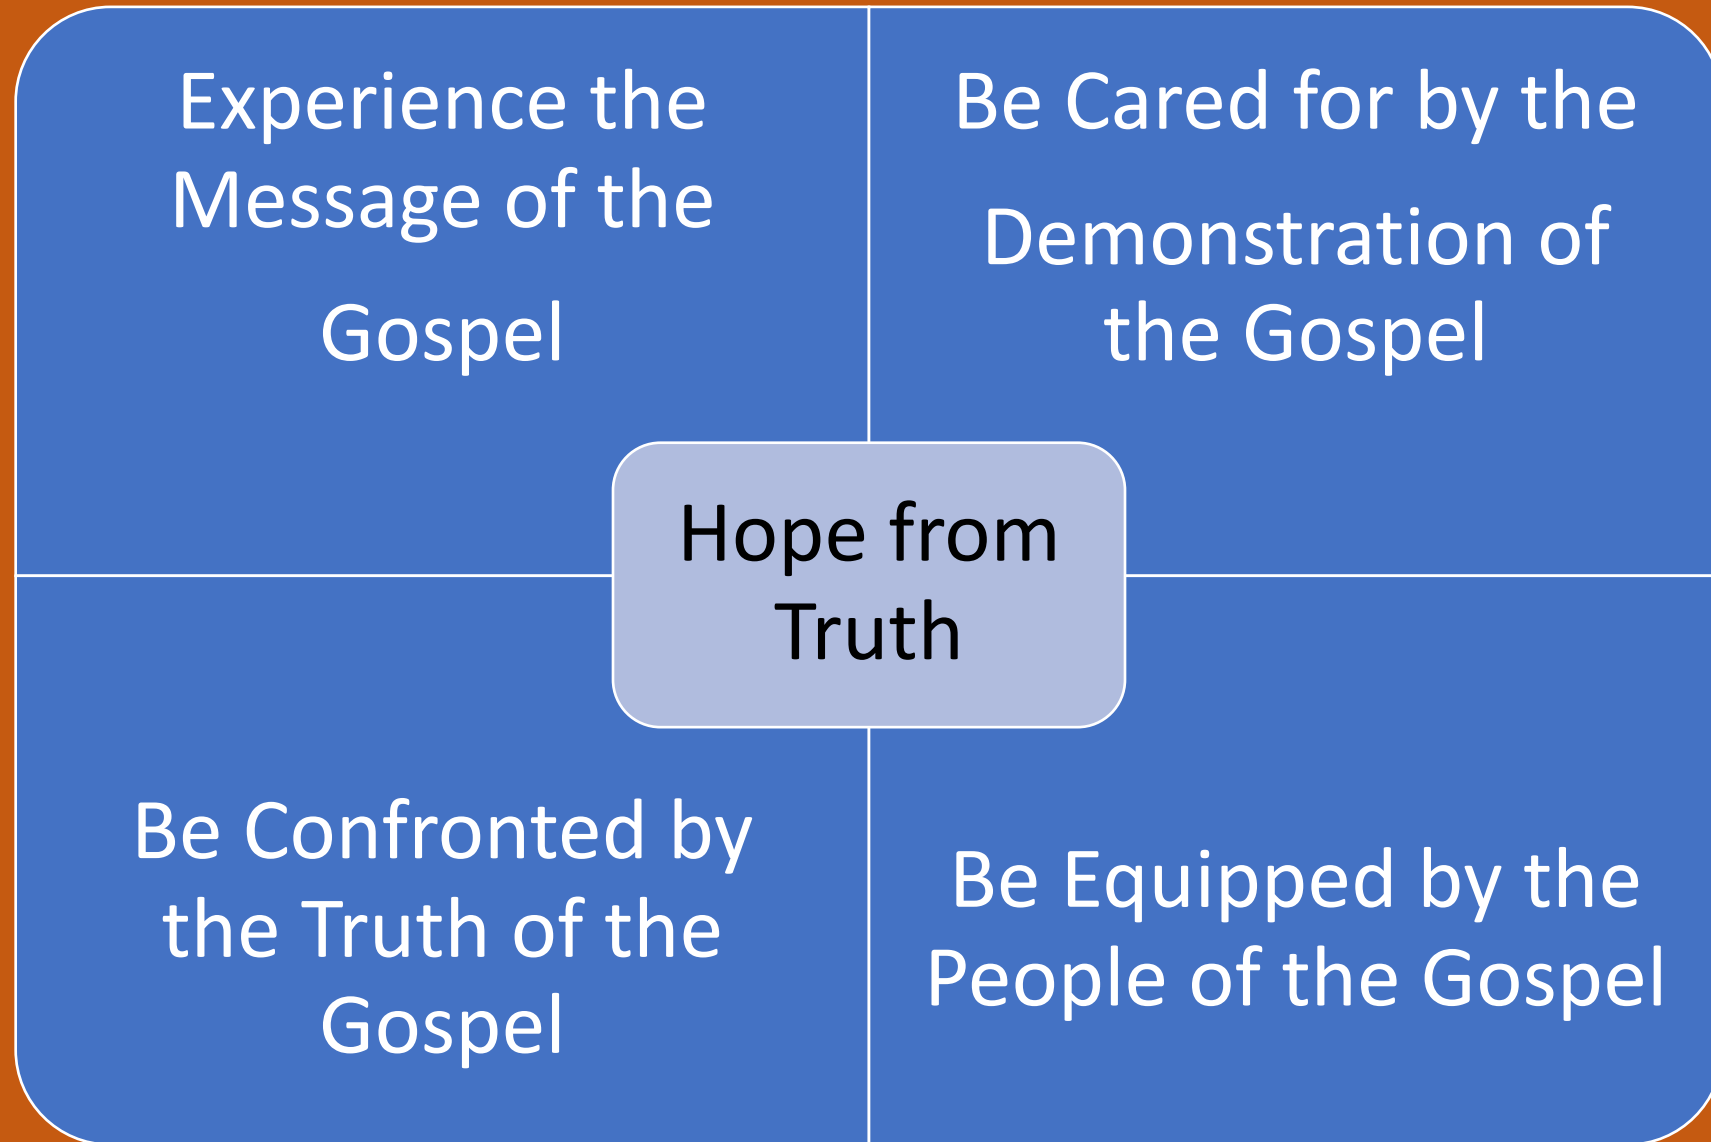 Experience the
Message of the
Gospel
Be Cared for by the
Demonstration of
the Gospel
Hope from
Truth
Be Confronted by
the Truth of the
Gospel
Be Equipped by the
People of the Gospel